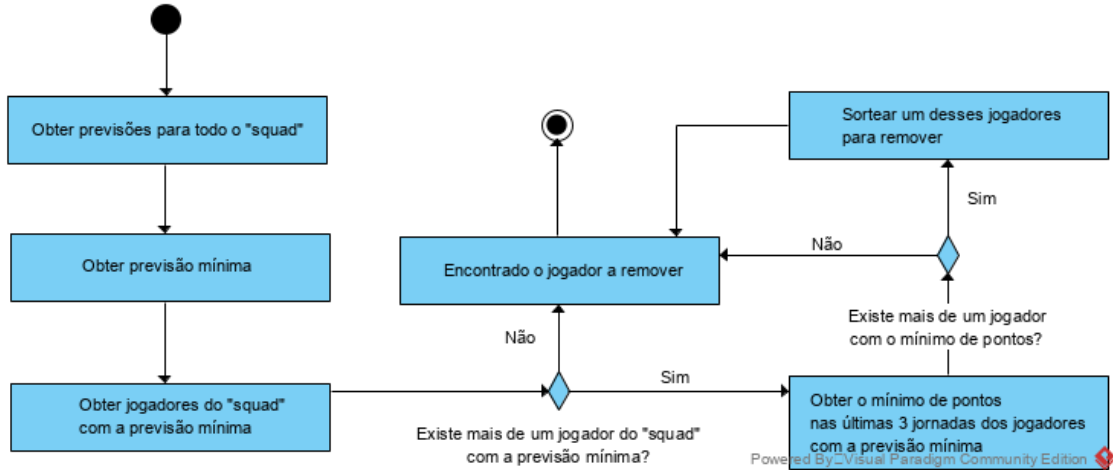 Obter previsões para todo o "squad"
Obter previsão mínima
Obter jogadores do "squad"
com a previsão mínima
Existe mais de um jogador do "squad"
com a previsão mínima?
Não
Sim
Encontrado o jogador a remover
Obter o mínimo de pontos
nas últimas 3 jornadas dos jogadores
com a previsão mínima
Existe mais de um jogador
com o mínimo de pontos?
Não
Sim
Sortear um desses jogadores
para remover
Powered By Visual Paradigm Community Edition